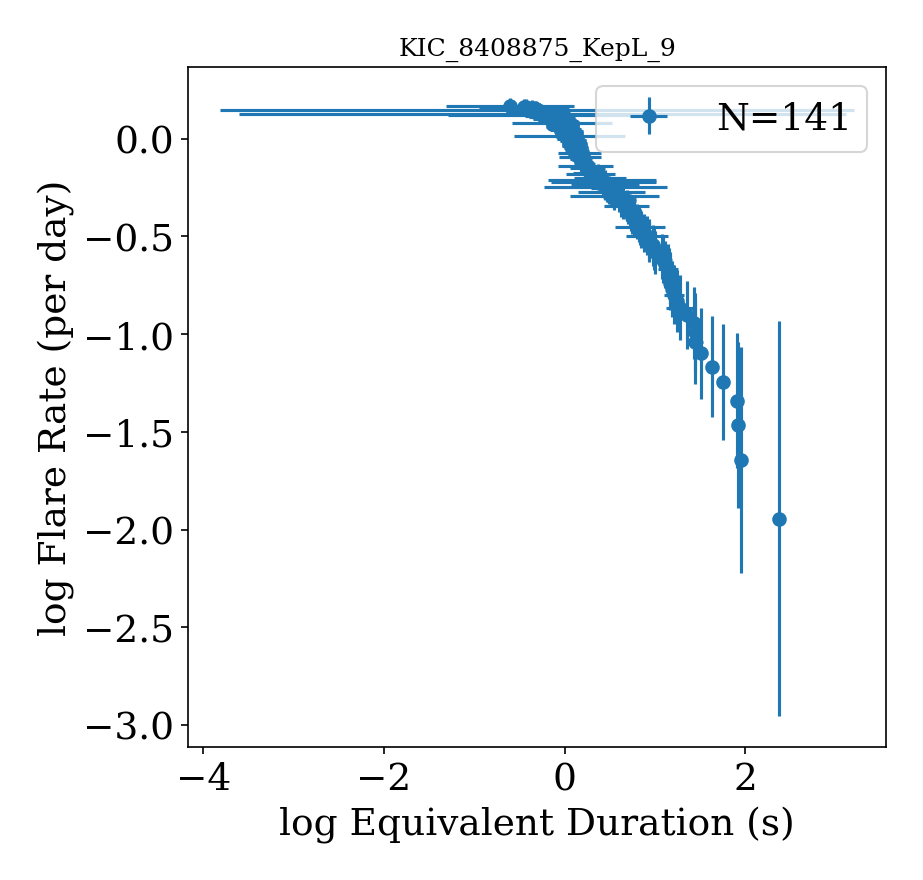 KIC_8408875_KepL_9
N=141
log Flare Rate (per day)
0.0
−0.5
−1.0
−1.5
−2.0
−2.5
−3.0
−4
−2
0
2
log Equivalent Duration (s)